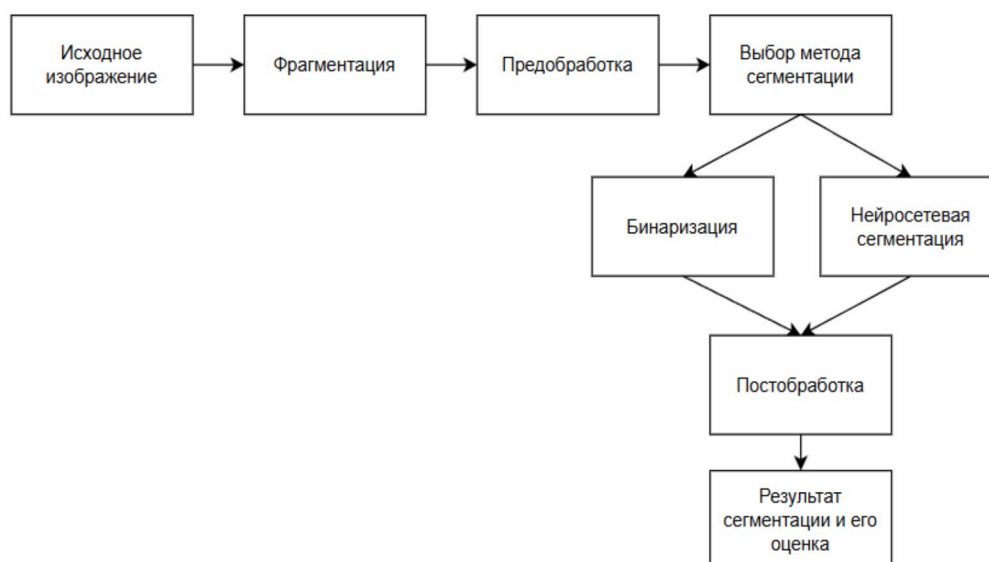 Исходное
изображение
Фрагментация
Предобработка
Выбор метода
сегментации
Бинаризация
Нейросетевая
сегментация
Постобработка
Результат
сегментации и его
оценка